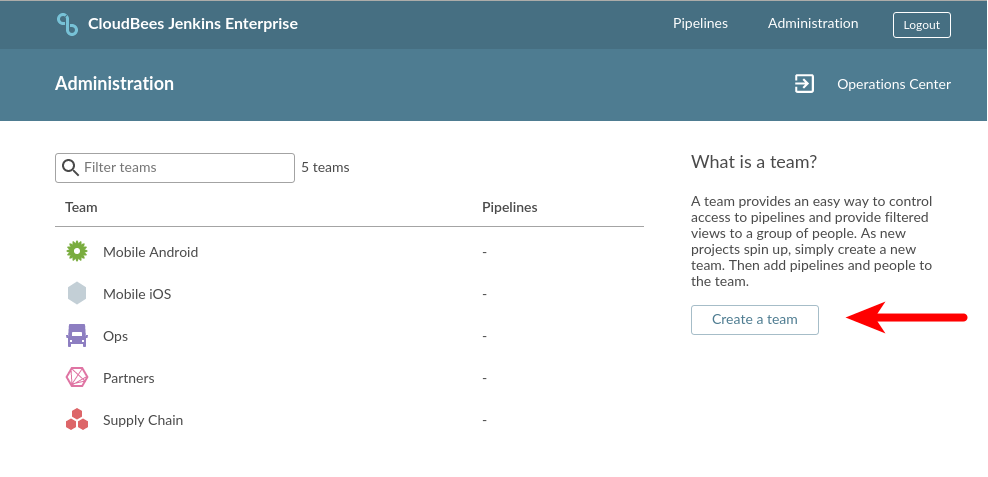 CloudBees Jenkins Enterprise
Pipelines
Administration
Logout
Administration
Operations Center
Filter teams
5 teams
Team
Pipelines
Mobile Android
-
Mobile iOS
-
Ops
-
Partners
-
Supply Chain
-
What is a team?
A team provides an easy way to control
access to pipelines and provide filtered
views to a group of people. As new
projects spin up, simply create a new
team. Then add pipelines and people to
the team.
Create a team